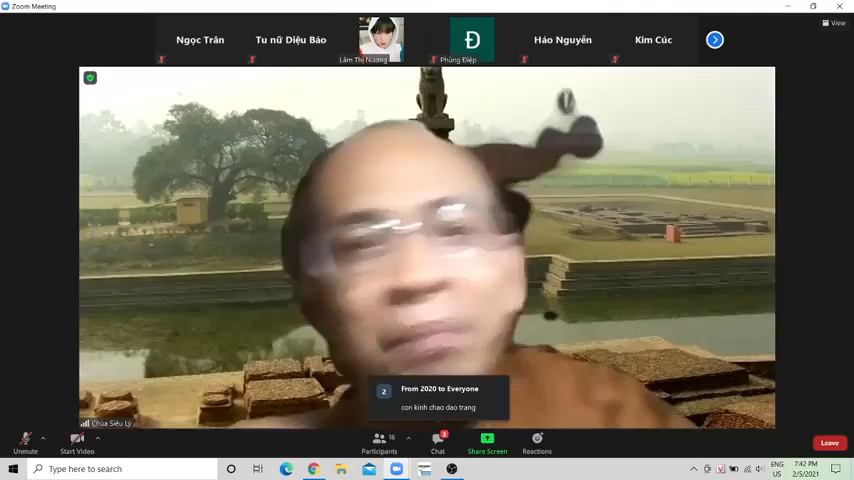 Zoom Meeting
View
Ngọc Trân
Tu nữ Diệu Bảo
Lâm Thị Nương
Đ
Phùng Điệp
Hảo Nguyễn
Kim Cúc
2
From 2020 to Everyone
con kinh chao dao trang
Chùa Siêu Lý
Unmute
Start Video
16
Participants
3
Chat
Share Screen
Reactions
Leave
Type here to search
ENG
US
7:42 PM
2/5/2021